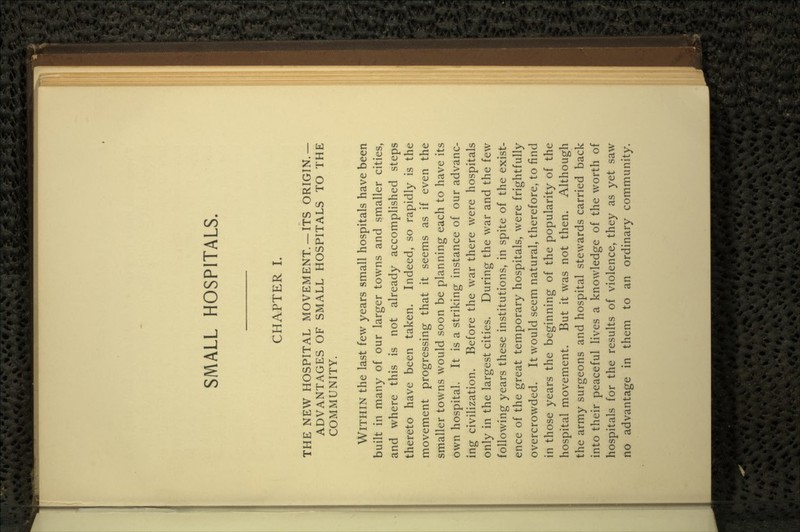 SMALL HOSPITALS.
CHAPTER I.
THE NEW HOSPITAL MOVEMENT.—ITS ORIGIN.—
ADVANTAGES OF SMALL HOSPITALS TO THE
COMMUNITY.
WITHIN the last few years small hospitals have been
built in many of our larger towns and smaller cities,
and where this is not already accomplished steps
thereto have been taken. Indeed, so rapidly is the
movement progressing that it seems as if even the
smaller towns would soon be planning each to have its
own hospital. It is a striking instance of our advanc-
ing civilization. Before the war there were hospitals
only in the largest cities. During the war and the few
following years these institutions, in spite of the exist-
ence of the great temporary hospitals, were frightfully
overcrowded. It would seem natural, therefore, to find
in those years the beginning of the popularity of the
hospital movement. But it was not then. Although
the army surgeons and hospital stewards carried back
into their peaceful lives a knowledge of the worth of
hospitals for the results of violence, they as yet saw
no advantage in them to an ordinary community.